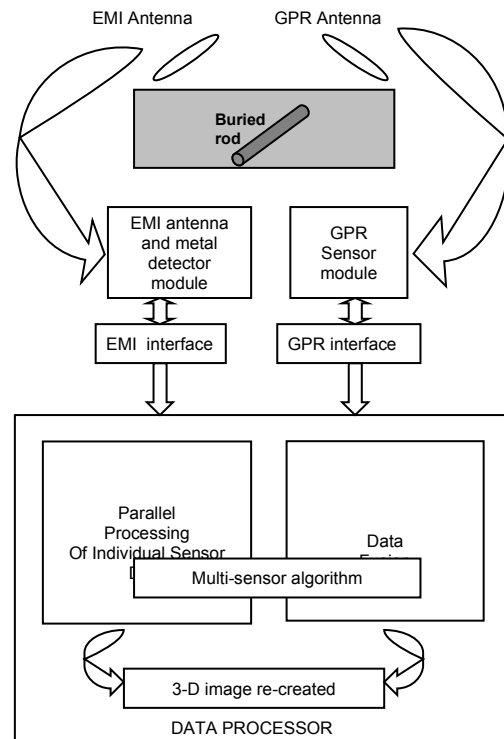 EMI Antenna
GPR Antenna
Buried
rod
EMI antenna
and metal
detector
module
GPR
Sensor
module
EMI interface
GPR interface
Parallel
Processing
Of Individual Sensor
Data
Multi-sensor algorithm
3-D image re-created
DATA PROCESSOR